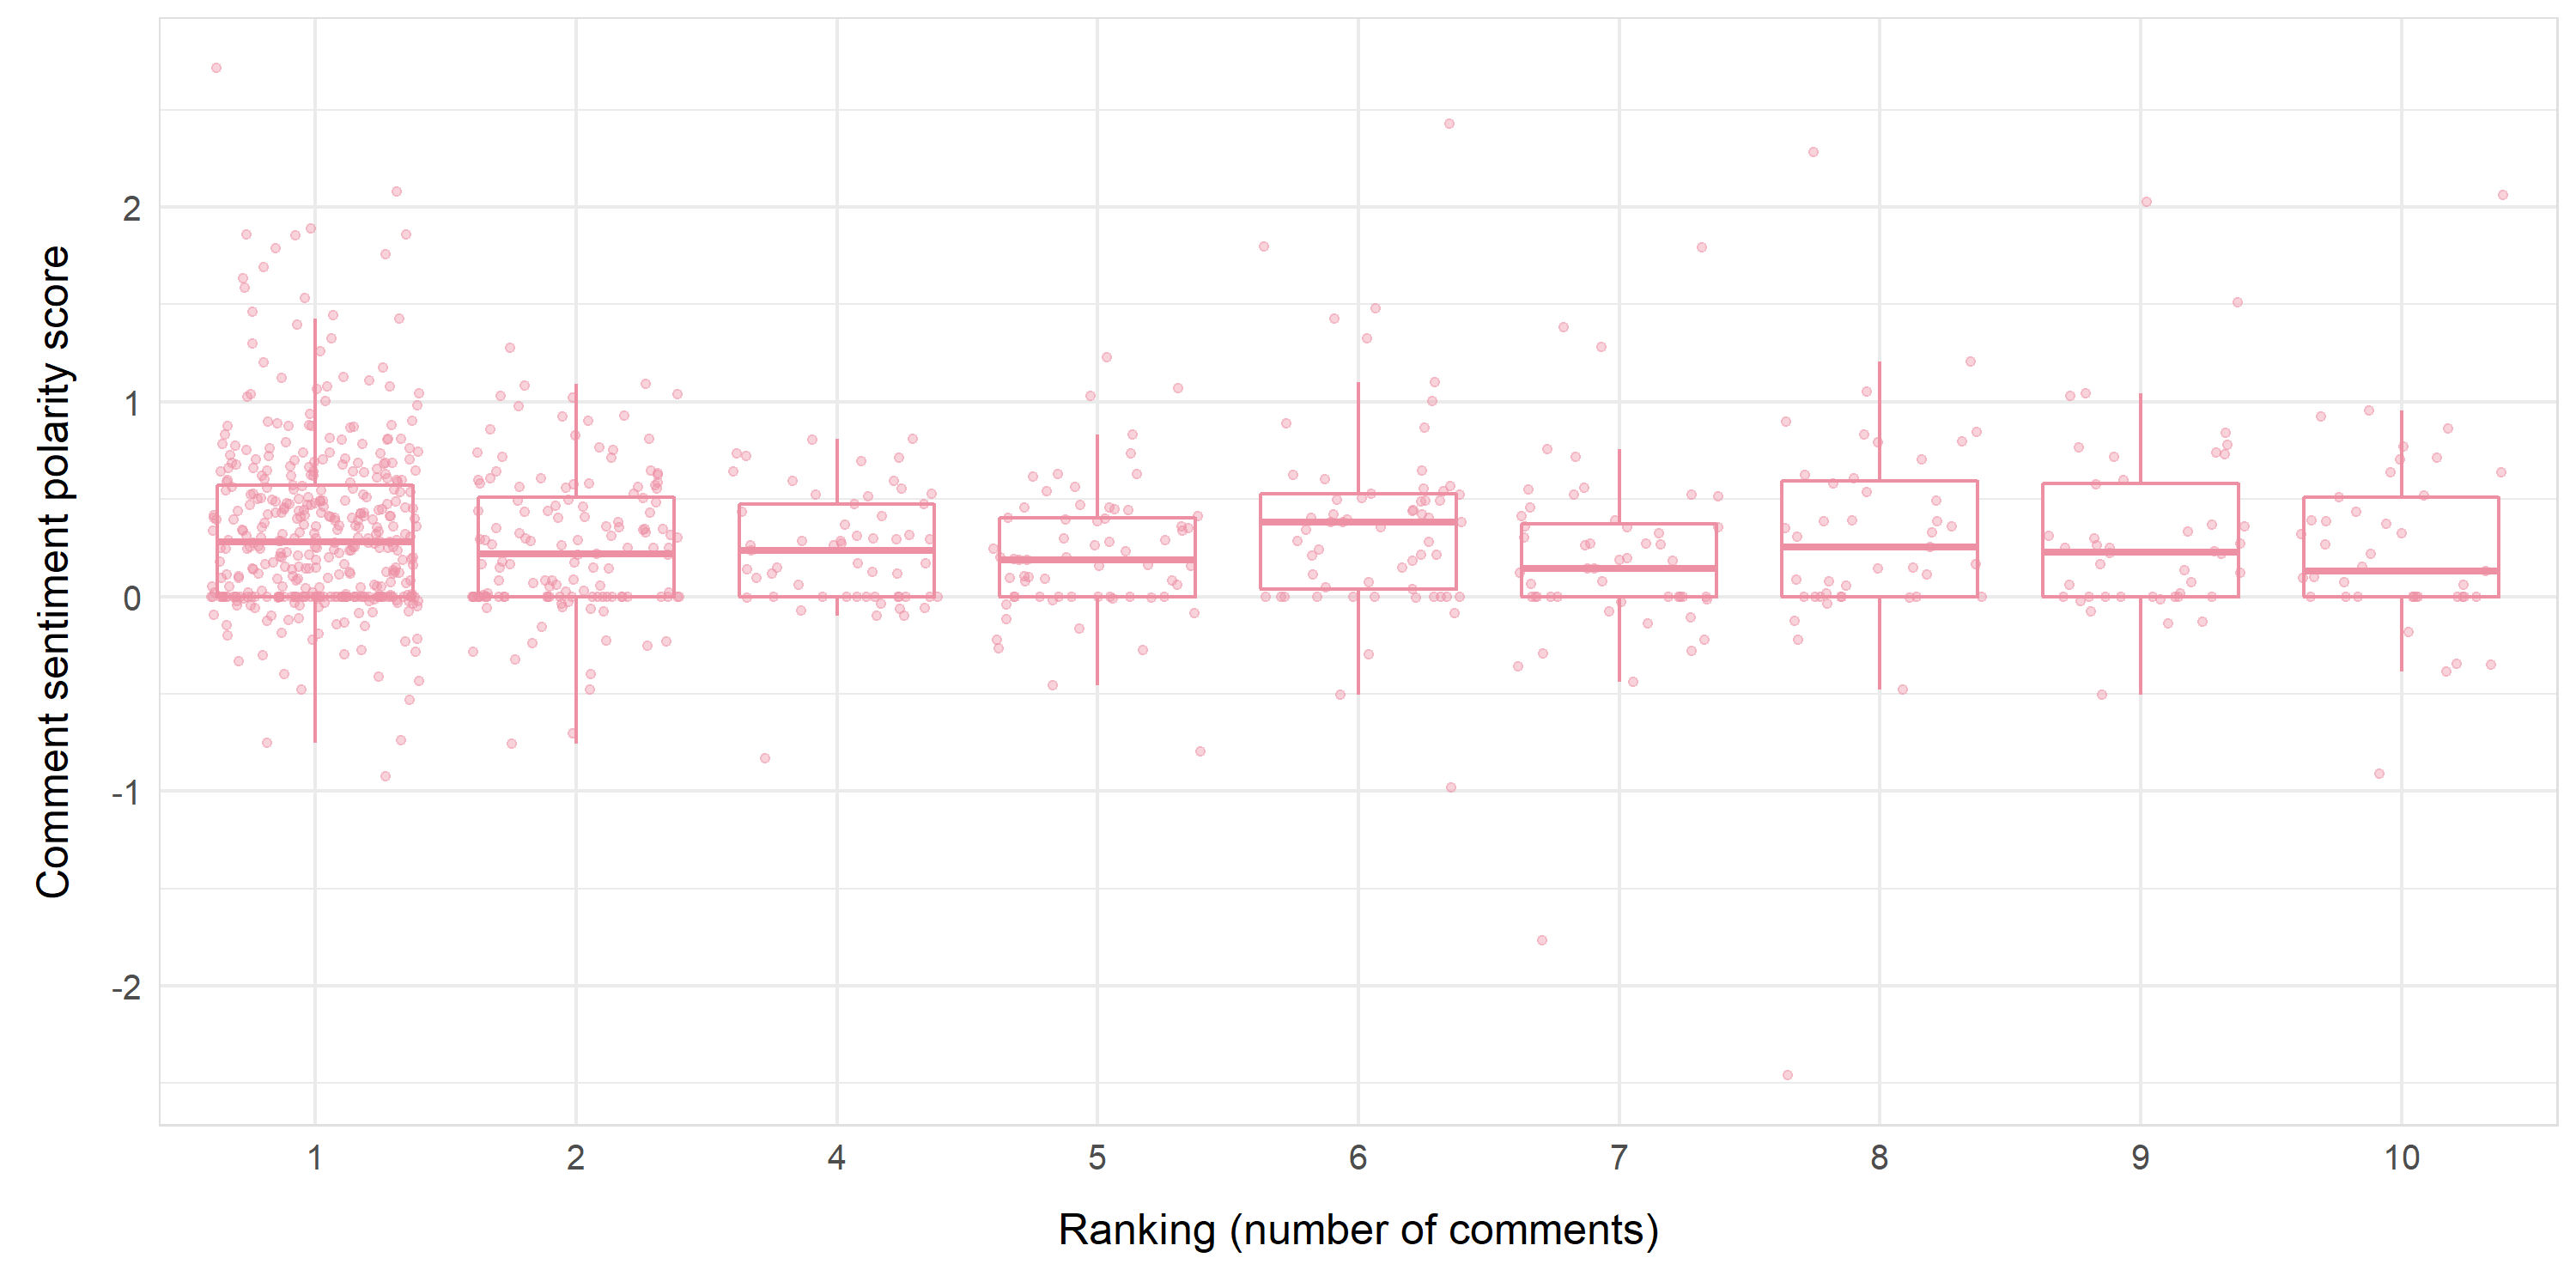 Comment sentiment polarity score
2
1
0
-1
-2
1 2 4 5 6 7 8 9 10
Ranking (number of comments)